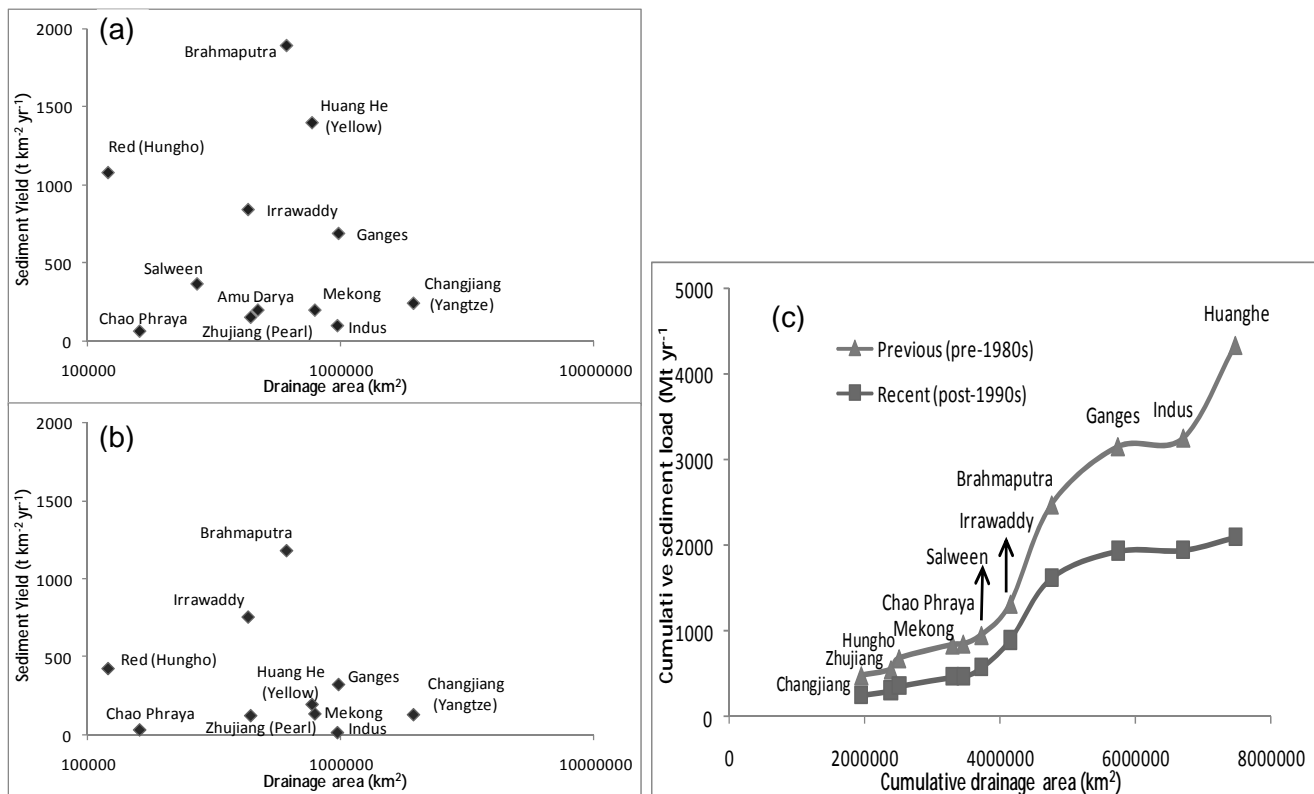 (a)
Sediment Yield (t km-2 yr-1)
2000
1500
1000
500
0
Brahmaputra
Huang He
(Yellow)
Red (Hungho)
Irrawaddy
Ganges
Salween
Amu Darya
Mekong
Changjiang
(Yangtze)
Chao Phraya
Zhujiang (Pearl)
Indus
100000
1000000
10000000
Drainage area (km2)
(b)
Sediment Yield (t km-2 yr-1)
2000
1500
1000
500
0
Brahmaputra
Irrawaddy
Red (Hungho)
Huang He
(Yellow)
Ganges
Changjiang
(Yangtze)
Chao Phraya
Zhujiang (Pearl)
Mekong
Indus
100000
1000000
10000000
Drainage area (km2)
(c)
Cumulati ve sediment load (Mt yr-1)
5000
4000
3000
2000
1000
0
Previous (pre-1980s)
Recent (post-1990s)
Huanghe
Ganges
Indus
Brahmaputra
Irrawaddy
Salween
Chao Phraya
Mekong
Hungho
Zhujiang
Changjiang
0
2000000
4000000
6000000
8000000
Cumulative drainage area (km2)